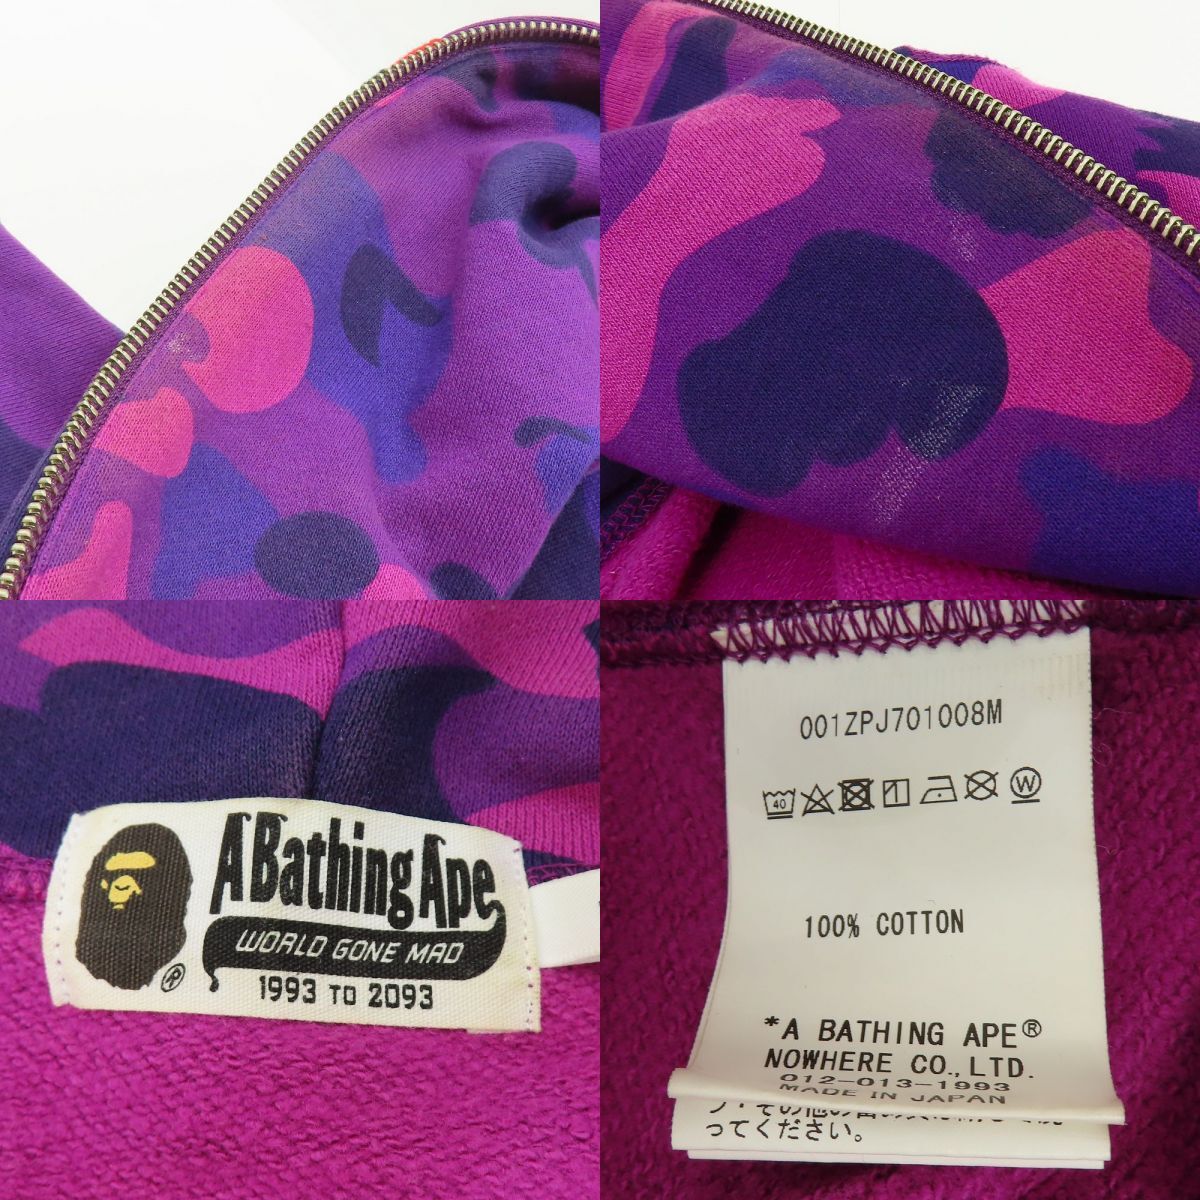 A Bathing Ape
WORLD GONE MAD
®
1993 TO 2093
001ZPJ701008M
40
W
100% COTTON
*A BATHING APE®
NOWHERE CO.,LTD.
012-013-1993
MADE IN JAPAN
ってください。